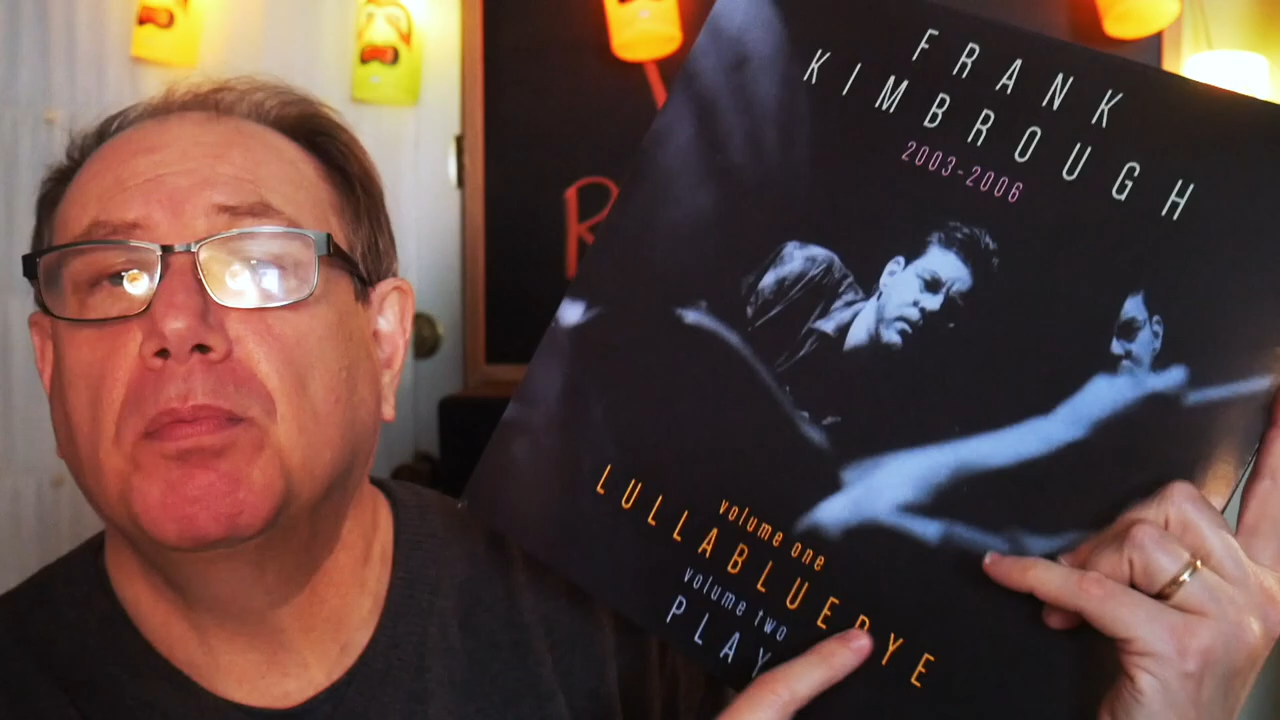 FRANK
KIMBROUGH
2003-2006
volume one
LULLABLUEBYE
volume two
PLAY
R